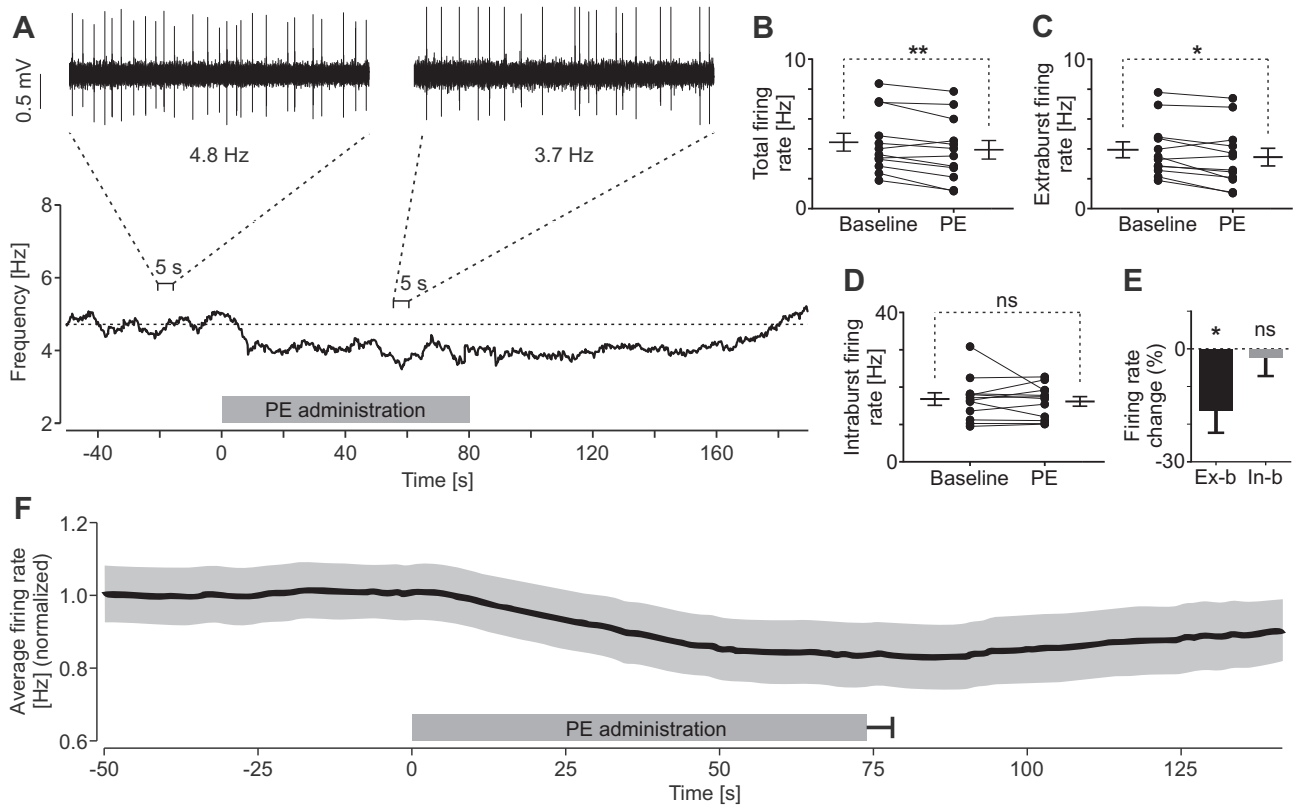 A
0.5 mV
4.8 Hz
3.7 Hz
8
6
4
2
Frequency [Hz]
5 s
5 s
PE administration
-40
0
40
80
120
160
Time [s]
B
Total firing
rate [Hz]
10
0
**
Baseline
PE
C
Extraburst firing
rate [Hz]
10
0
*
Baseline
PE
D
Intraburst firing
rate [Hz]
40
20
0
ns
Baseline
PE
E
Firing rate
change (%)
0
-30
*
ns
Ex-b
In-b
F
Average firing rate
[Hz] (normalized)
1.2
1.0
0.8
0.6
PE administration
-50
-25
0
25
50
75
100
125
Time [s]